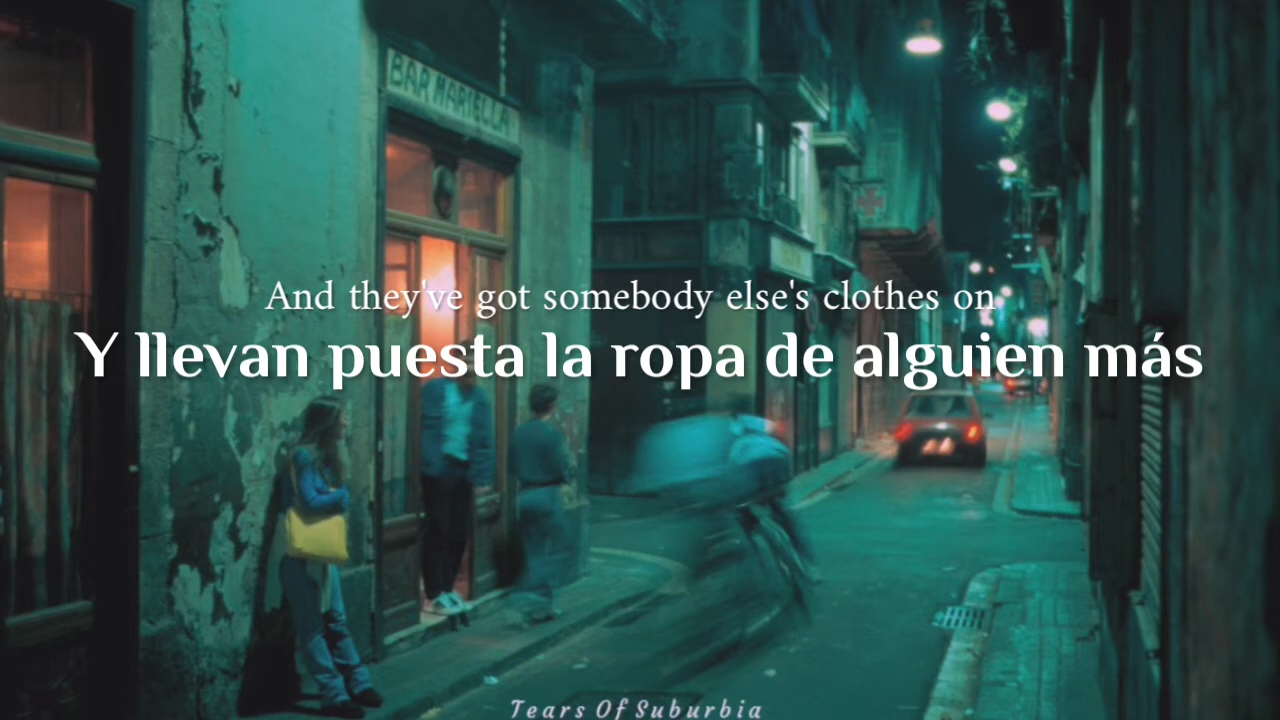 BAR MARIELLA
And they've got somebody else's clothes on
Y llevan puesta la ropa de alguien más
Tears Of Suburbia